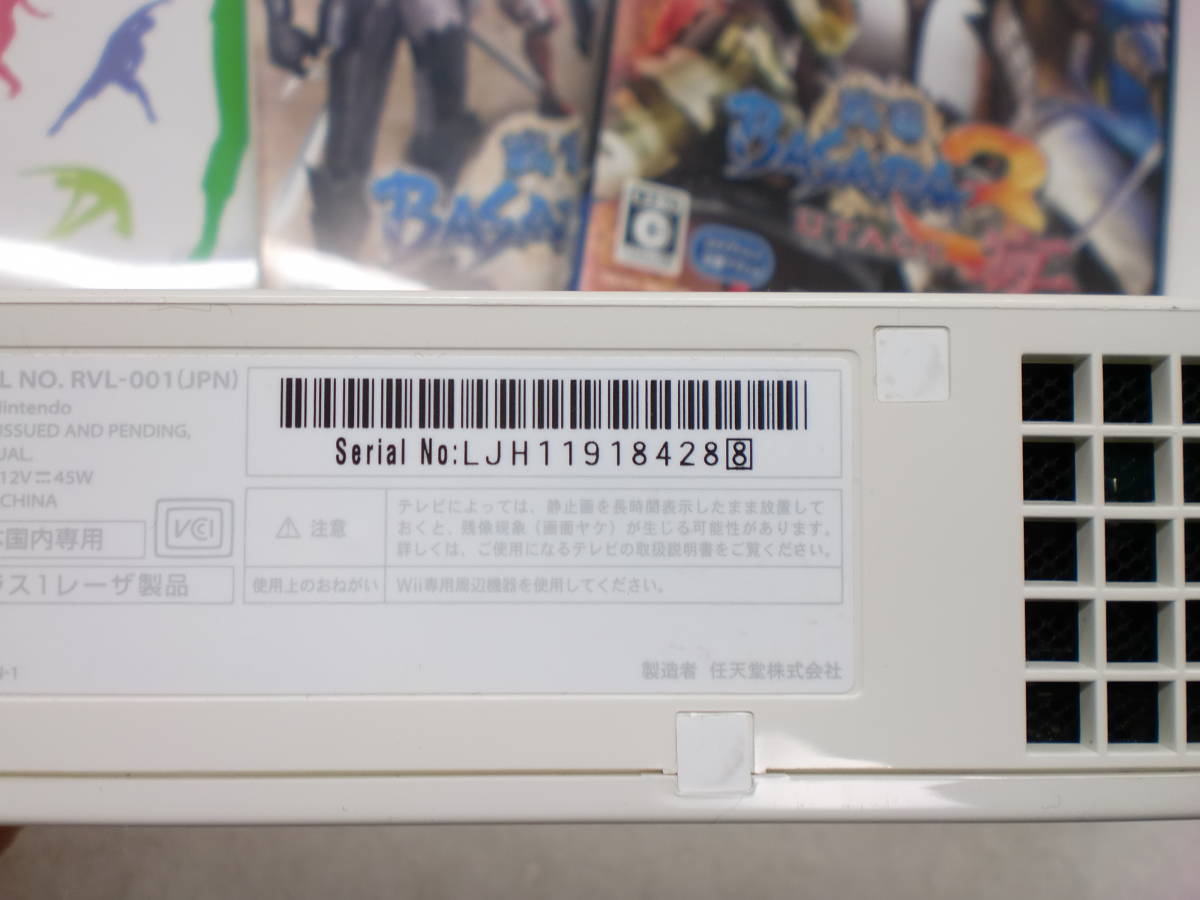 BASARA
戦国
BASARA3
UTAGE 宴
L NO. RVL-001(JPN)
Nintendo
ISSUED AND PENDING,
UAL.
12V⎓45W
CHINA
本国内専用
VCCI
ラス1レーザ製品
Serial No:LJH119184288
⚠ 注意
テレビによっては、静止画を長時間表示したまま放置して
おくと、残像現象（画面ヤケ）が生じる可能性があります。
詳しくは、ご使用になるテレビの取扱説明書をご覧ください。
使用上のおねがい
Wii専用周辺機器を使用してください。
製造者 任天堂株式会社